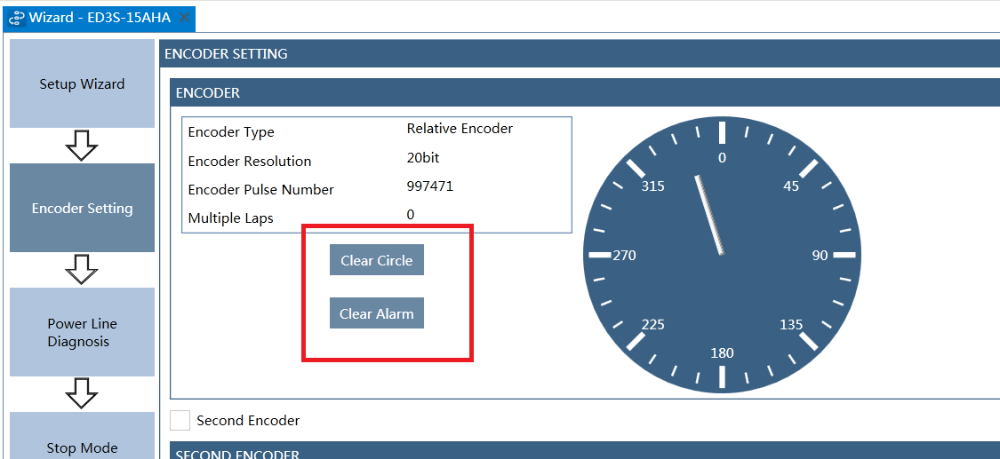 Wizard - ED3S-15AHA
ENCODER SETTING
Setup Wizard
Encoder Setting
Power Line
Diagnosis
Stop Mode
ENCODER
Encoder Type Relative Encoder
Encoder Resolution 20bit
Encoder Pulse Number 997471
Multiple Laps 0
Clear Circle
Clear Alarm
0
315 45
270 90
225 135
180
Second Encoder
SECOND ENCODER